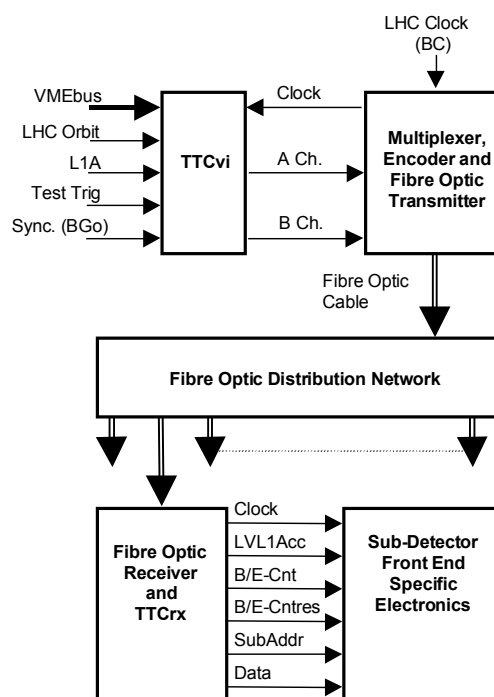 LHC Clock
(BC)
VMEbus
LHC Orbit
L1A
Test Trig
Sync. (BGo)
TTCvi
Clock
A Ch.
B Ch.
Multiplexer,
Encoder and
Fibre Optic
Transmitter
Fibre Optic
Cable
Fibre Optic Distribution Network
Fibre Optic
Receiver
and
TTCrx
Clock
LVL1Acc
B/E-Cnt
B/E-Cntres
SubAddr
Data
Sub-Detector
Front End
Specific
Electronics